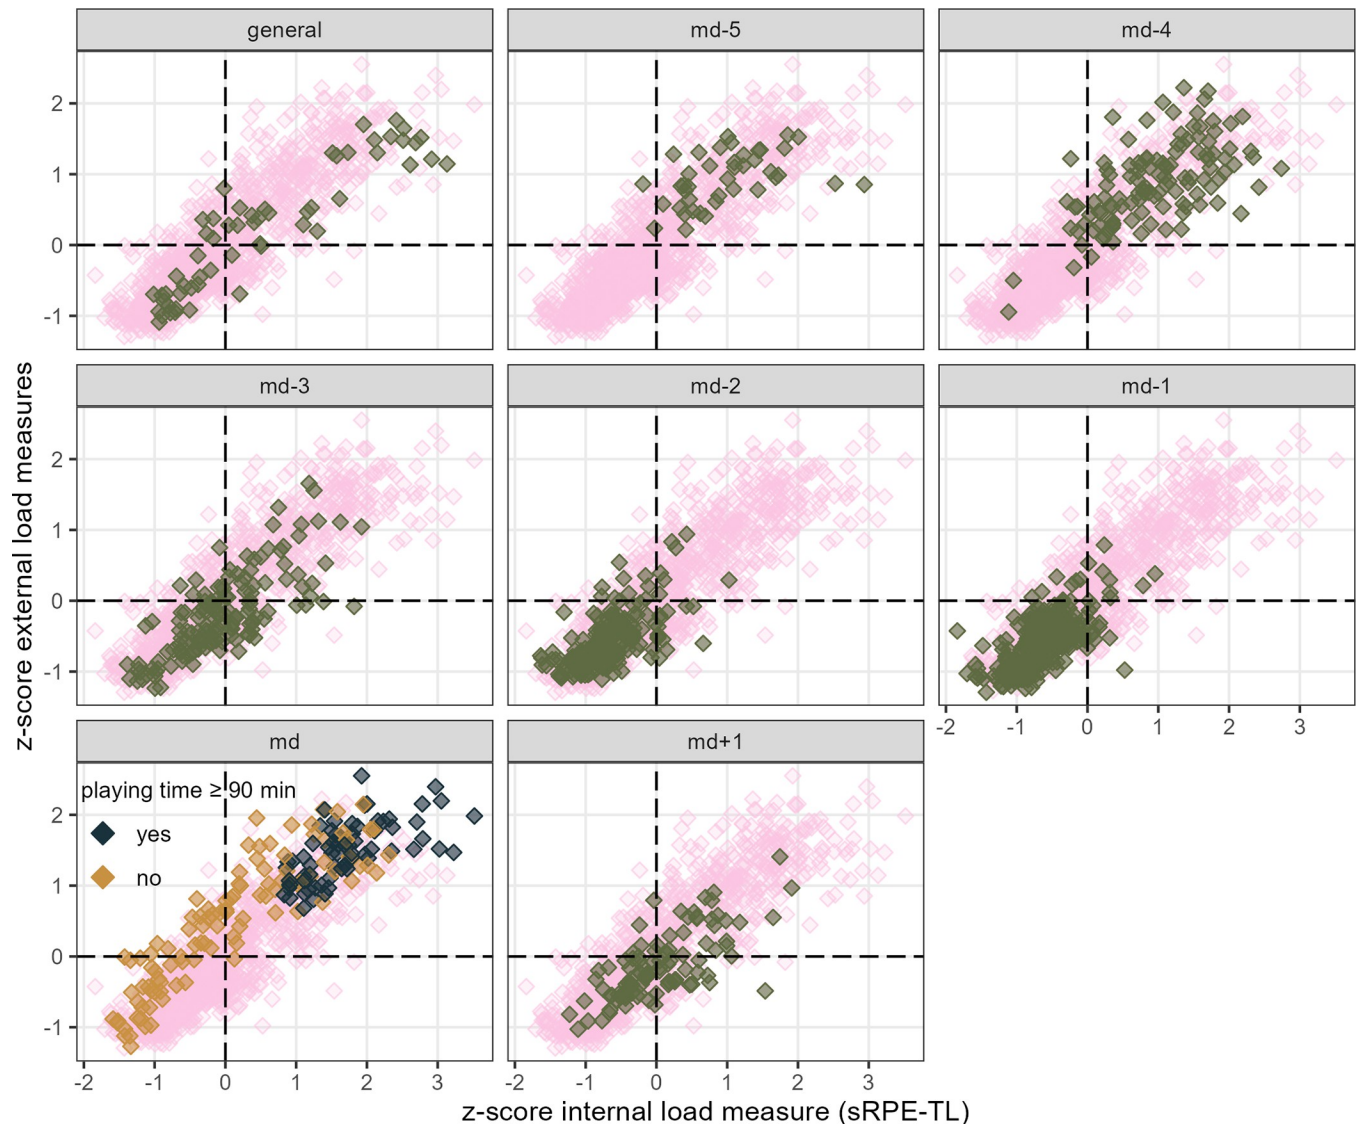 general
md-5
md-4
2
1
0
-1
md-3
md-2
md-1
2
1
0
-1
-2 -1 0 1 2 3
md
md+1
playing time ≥ 90 min
yes
no
2
1
0
-1
-2 -1 0 1 2 3
-2 -1 0 1 2 3
z-score external load measures
z-score internal load measure (sRPE-TL)